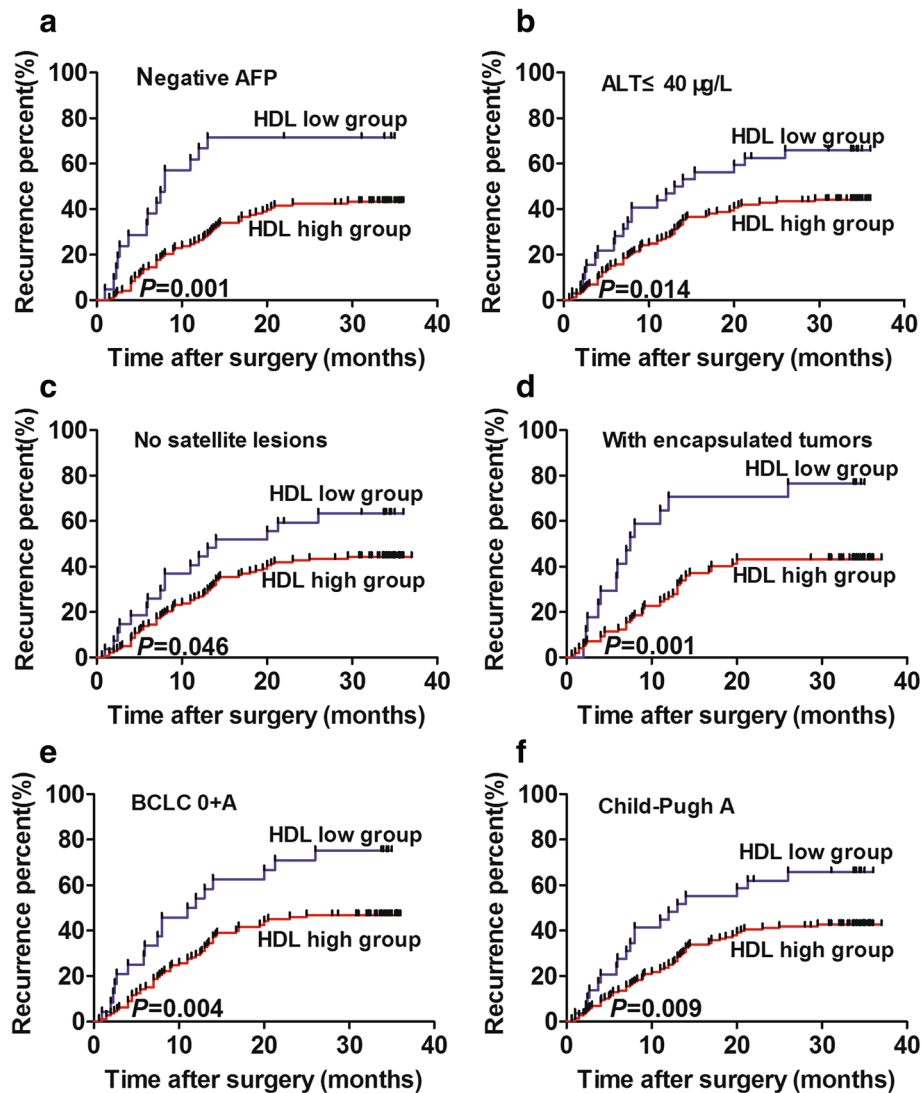 a
b
Negative AFP
ALT≤ 40 µg/L
Recurrence percent(%)
100
80
60
40
20
0
HDL low group
HDL high group
P=0.001
0 10 20 30 40
Time after surgery (months)
Recurrence percent(%)
100
80
60
40
20
0
HDL low group
HDL high group
P=0.014
0 10 20 30 40
Time after surgery (months)
c
d
No satellite lesions
With encapsulated tumors
Recurrence percent(%)
100
80
60
40
20
0
HDL low group
HDL high group
P=0.046
0 10 20 30 40
Time after surgery (months)
Recurrence percent(%)
100
80
60
40
20
0
HDL low group
HDL high group
P=0.001
0 10 20 30 40
Time after surgery (months)
e
f
BCLC 0+A
Child-Pugh A
Recurrence percent(%)
100
80
60
40
20
0
HDL low group
HDL high group
P=0.004
0 10 20 30 40
Time after surgery (months)
Recurrence percent(%)
100
80
60
40
20
0
HDL low group
HDL high group
P=0.009
0 10 20 30 40
Time after surgery (months)